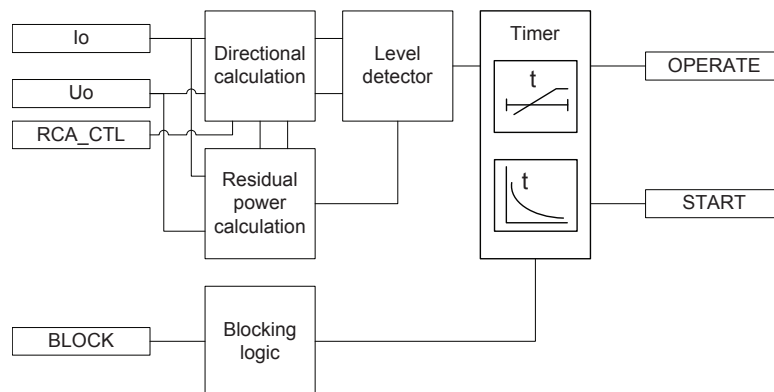 Io
Uo
RCA_CTL
Directional
calculation
Level
detector
Residual
power
calculation
Timer
t
t
OPERATE
START
BLOCK
Blocking
logic